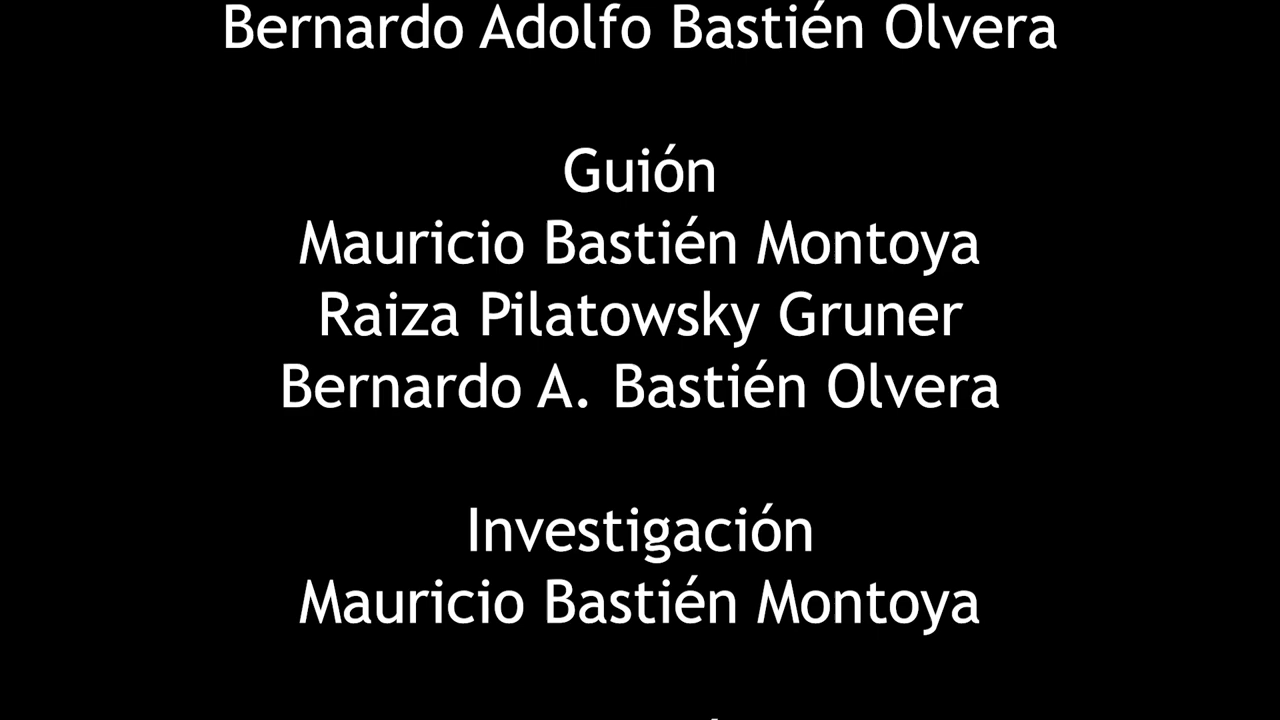 Bernardo Adolfo Bastién Olvera
Guión
Mauricio Bastién Montoya
Raiza Pilatowsky Gruner
Bernardo A. Bastién Olvera
Investigación
Mauricio Bastién Montoya